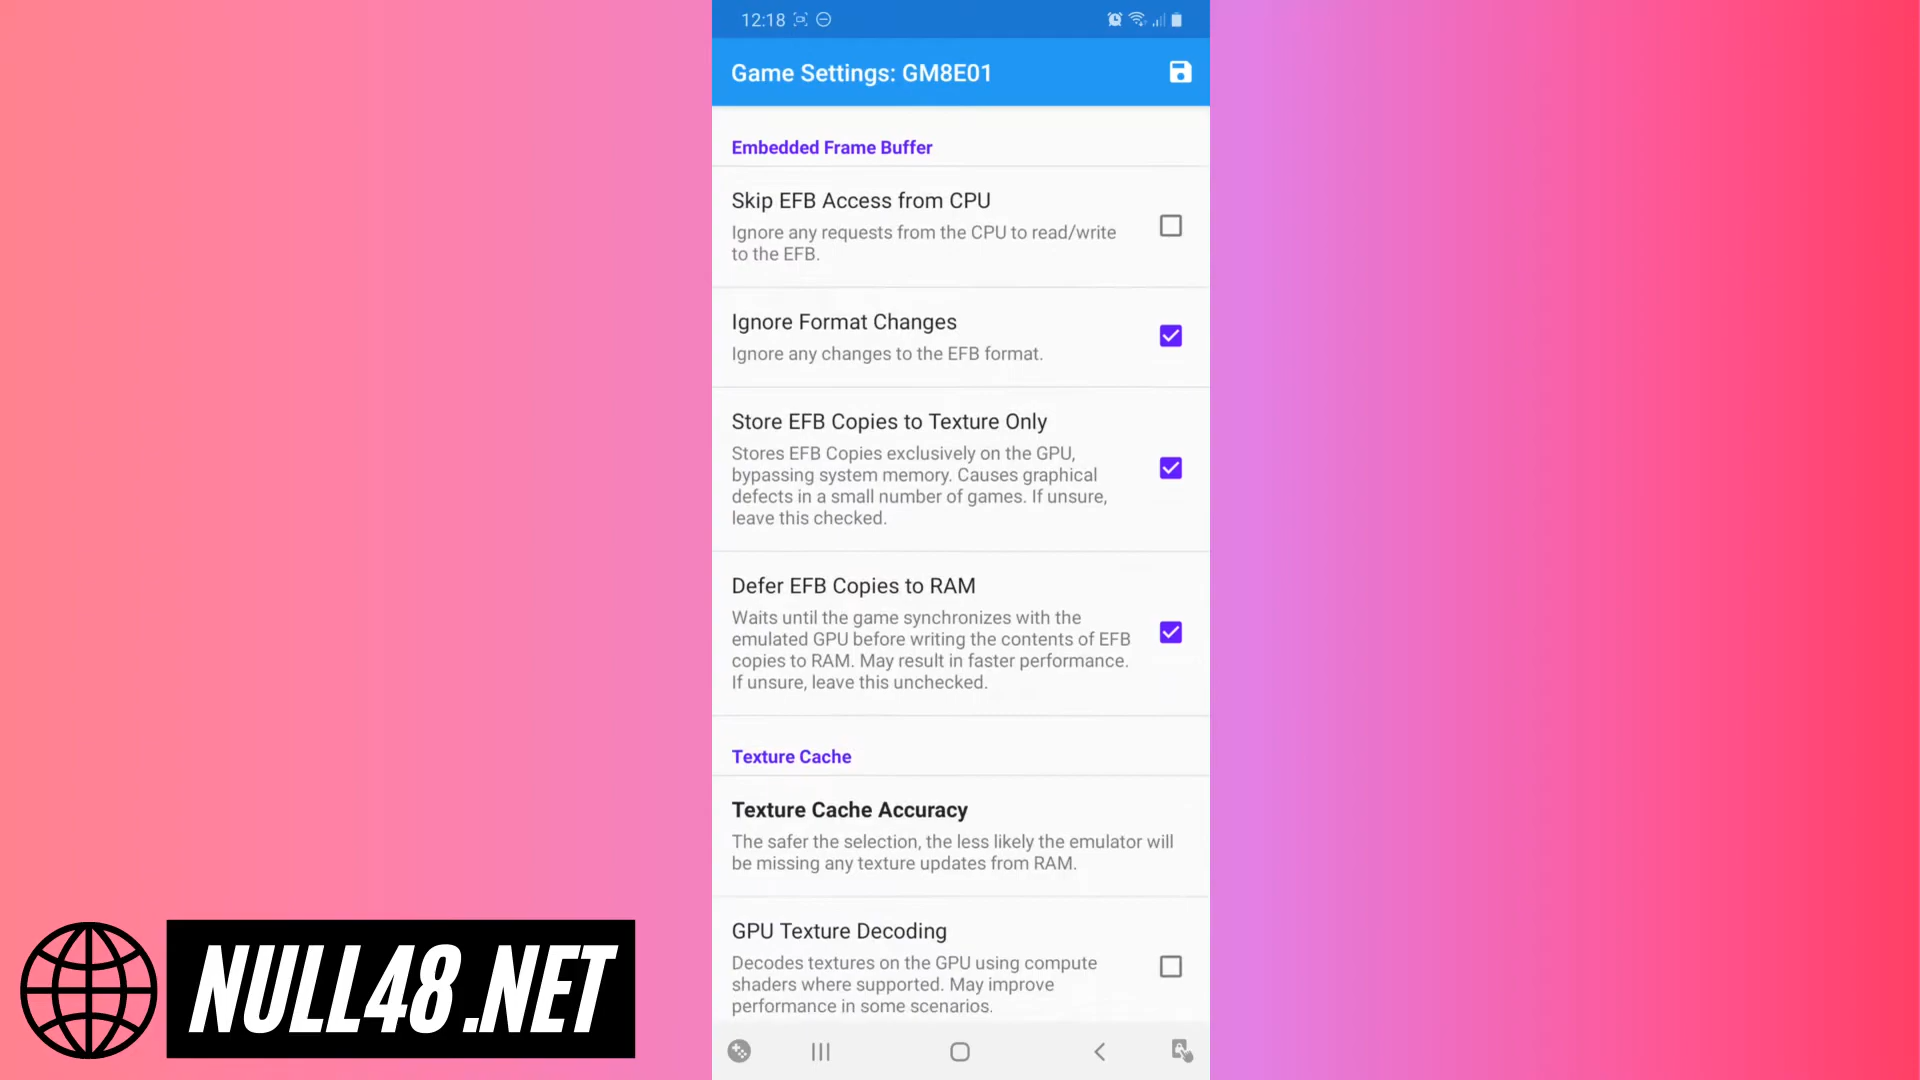 12:18
Game Settings: GM8E01
Embedded Frame Buffer
Skip EFB Access from CPU
Ignore any requests from the CPU to read/write
to the EFB.
Ignore Format Changes
Ignore any changes to the EFB format.
Store EFB Copies to Texture Only
Stores EFB Copies exclusively on the GPU,
bypassing system memory. Causes graphical
defects in a small number of games. If unsure,
leave this checked.
Defer EFB Copies to RAM
Waits until the game synchronizes with the
emulated GPU before writing the contents of EFB
copies to RAM. May result in faster performance.
If unsure, leave this unchecked.
Texture Cache
Texture Cache Accuracy
The safer the selection, the less likely the emulator will
be missing any texture updates from RAM.
GPU Texture Decoding
Decodes textures on the GPU using compute
shaders where supported. May improve
performance in some scenarios.
NULL48.NET